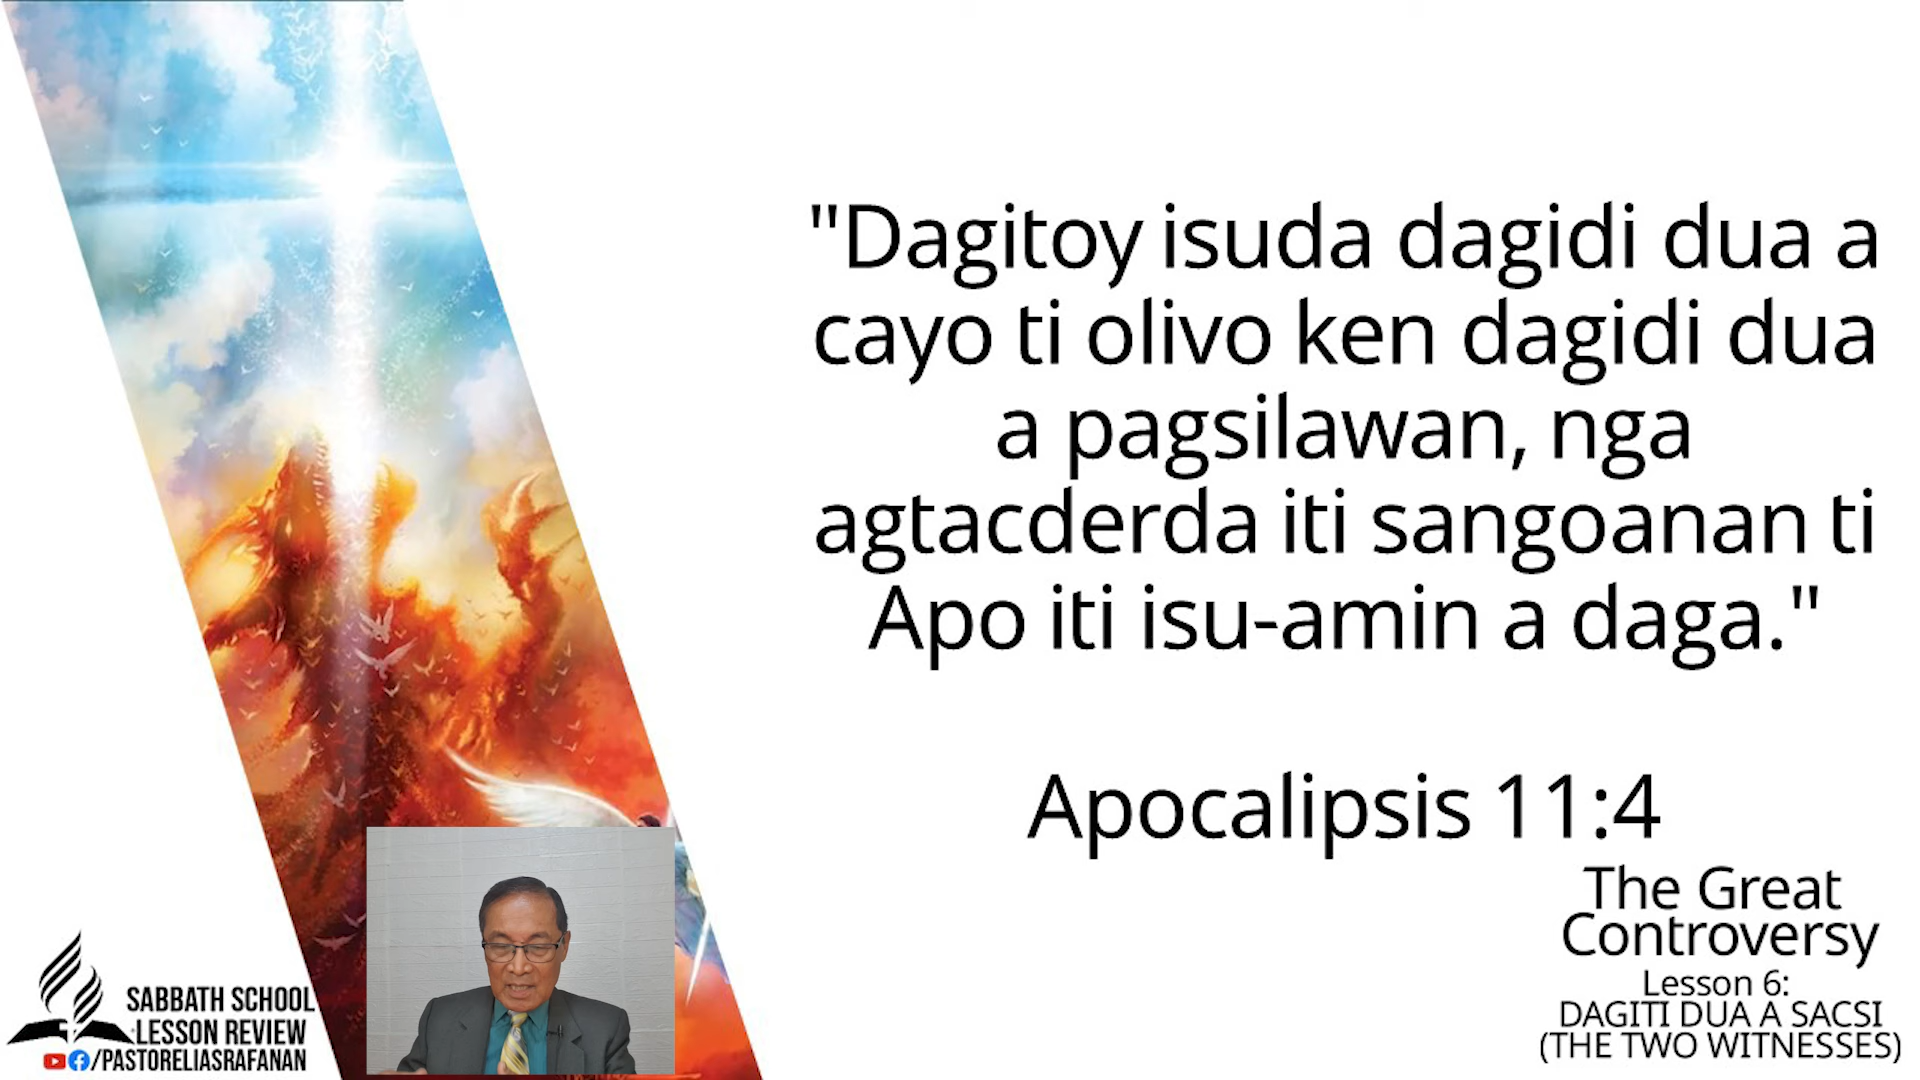 "Dagitoy isuda dagidi dua a
cayo ti olivo ken dagidi dua
a pagsilawan, nga
agtacderda iti sangoanan ti
Apo iti isu-amin a daga."
Apocalipsis 11:4
The Great
Controversy
Lesson 6:
DAGITI DUA A SACSI
(THE TWO WITNESSES)
SABBATH SCHOOL
LESSON REVIEW
/PASTORELIASRAFANAN